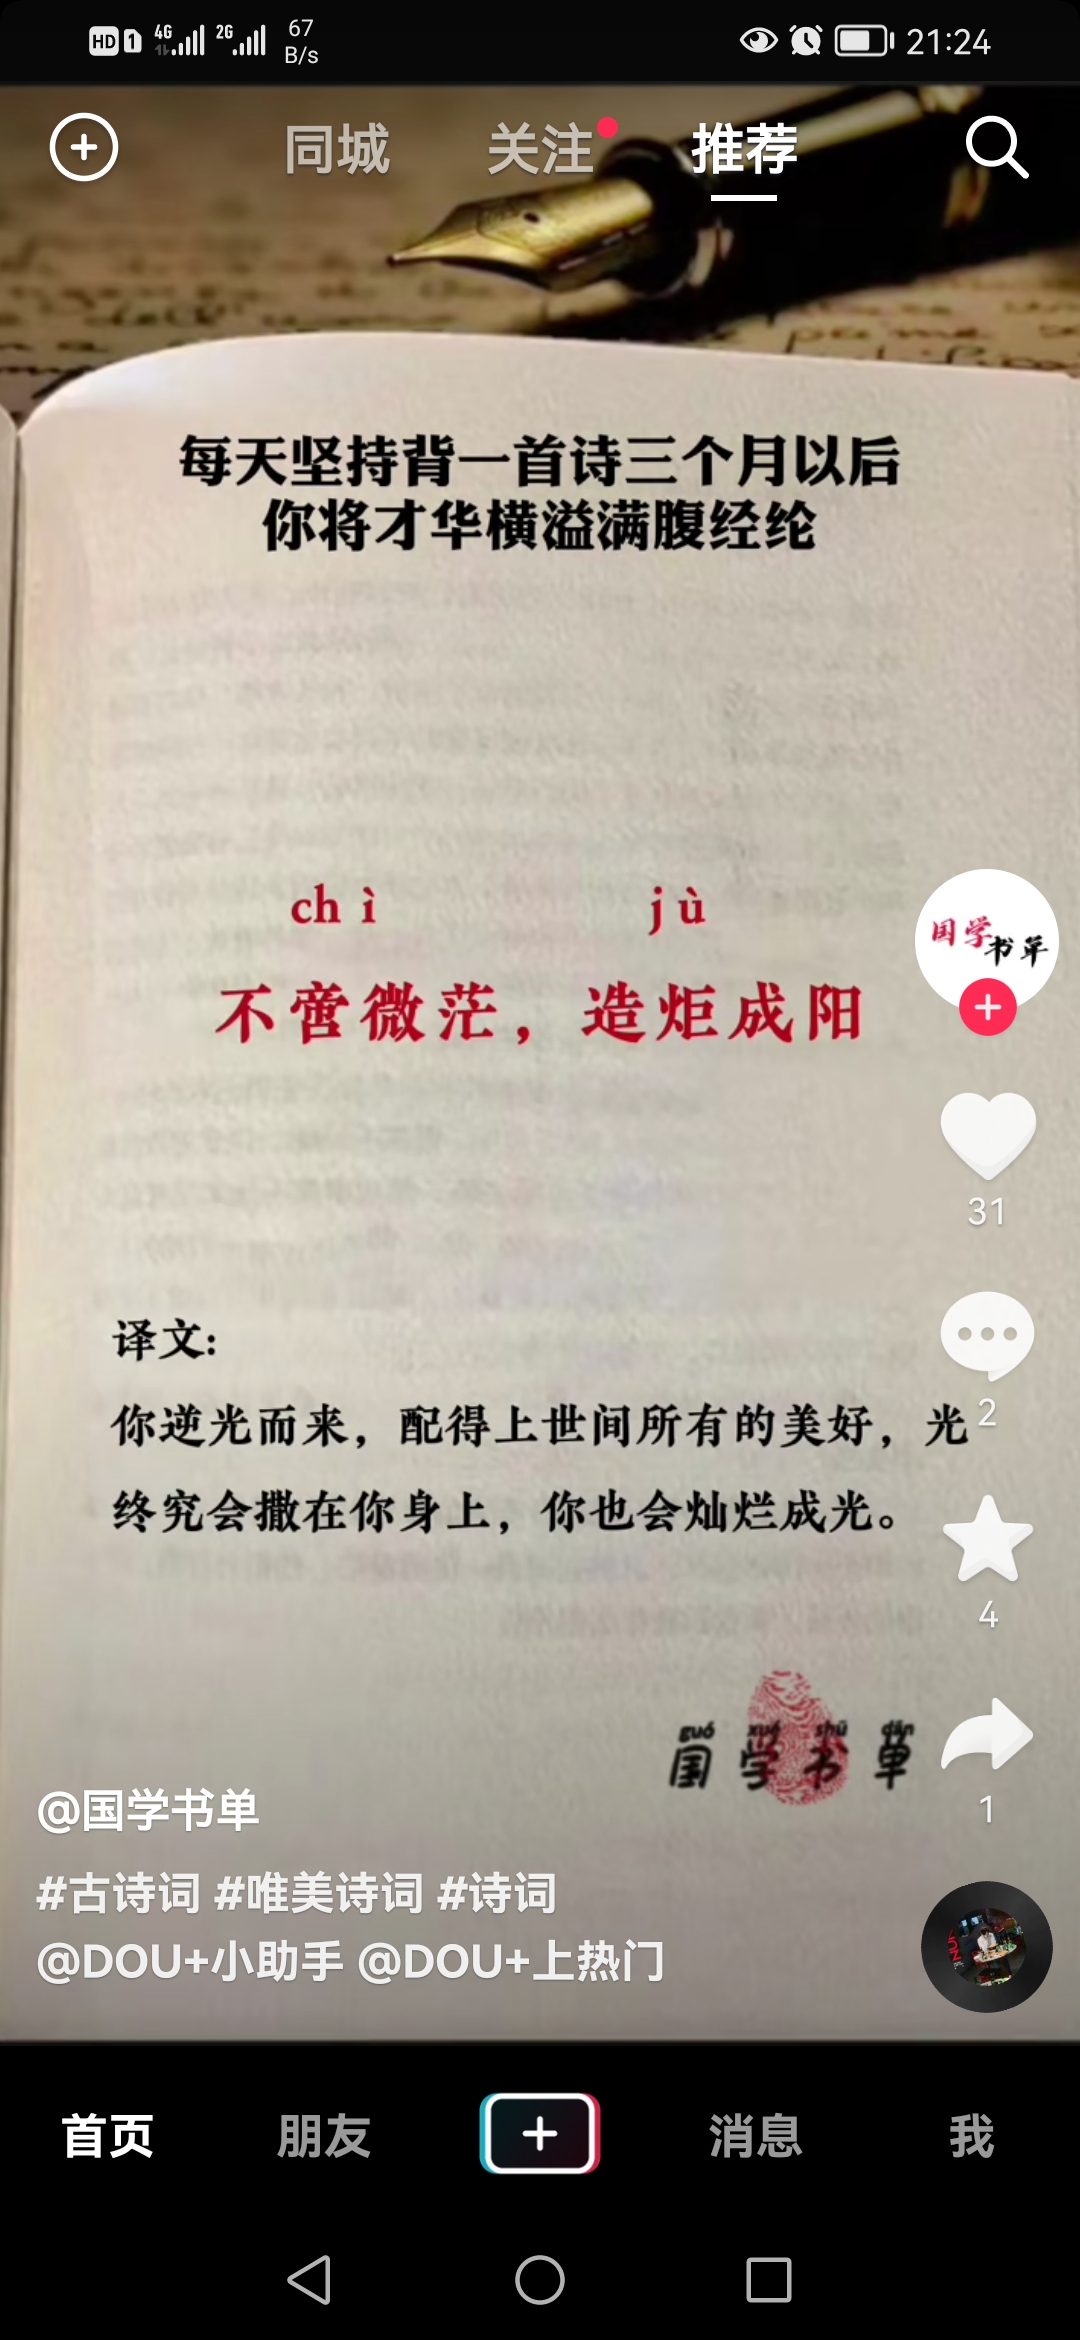 HD 1 4G 2G 67 B/s 21:24
同城 关注 推荐
每天坚持背一首诗三个月以后
你将才华横溢满腹经纶
chì jù
不啻微茫，造炬成阳
国学书单
31
译文:
你逆光而来，配得上世间所有的美好，光
2
终究会撒在你身上，你也会灿烂成光。
4
guó xué shū dān
国学书单
1
@国学书单
#古诗词 #唯美诗词 #诗词
@DOU+小助手 @DOU+上热门
首页 朋友 消息 我